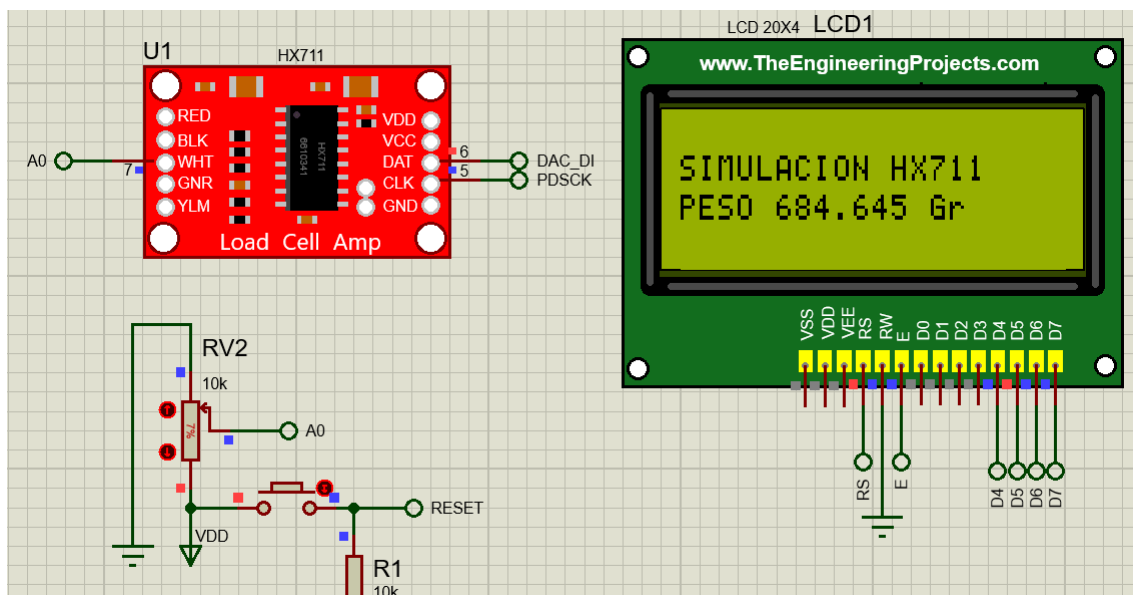 U1
HX711
RED
BLK
WHT
GNR
YLM
VDD
VCC
DAT
CLK
GND
HX711
6610341
Load Cell Amp
A0
7
6
5
DAC_DI
PDSCK
LCD 20X4 LCD1
www.TheEngineeringProjects.com
SIMULACION HX711
PESO 684.645 Gr
VSS
VDD
VEE
RS
RW
E
D0
D1
D2
D3
D4
D5
D6
D7
RS
E
D4
D5
D6
D7
RV2
10k
7%
A0
RESET
VDD
R1
10k